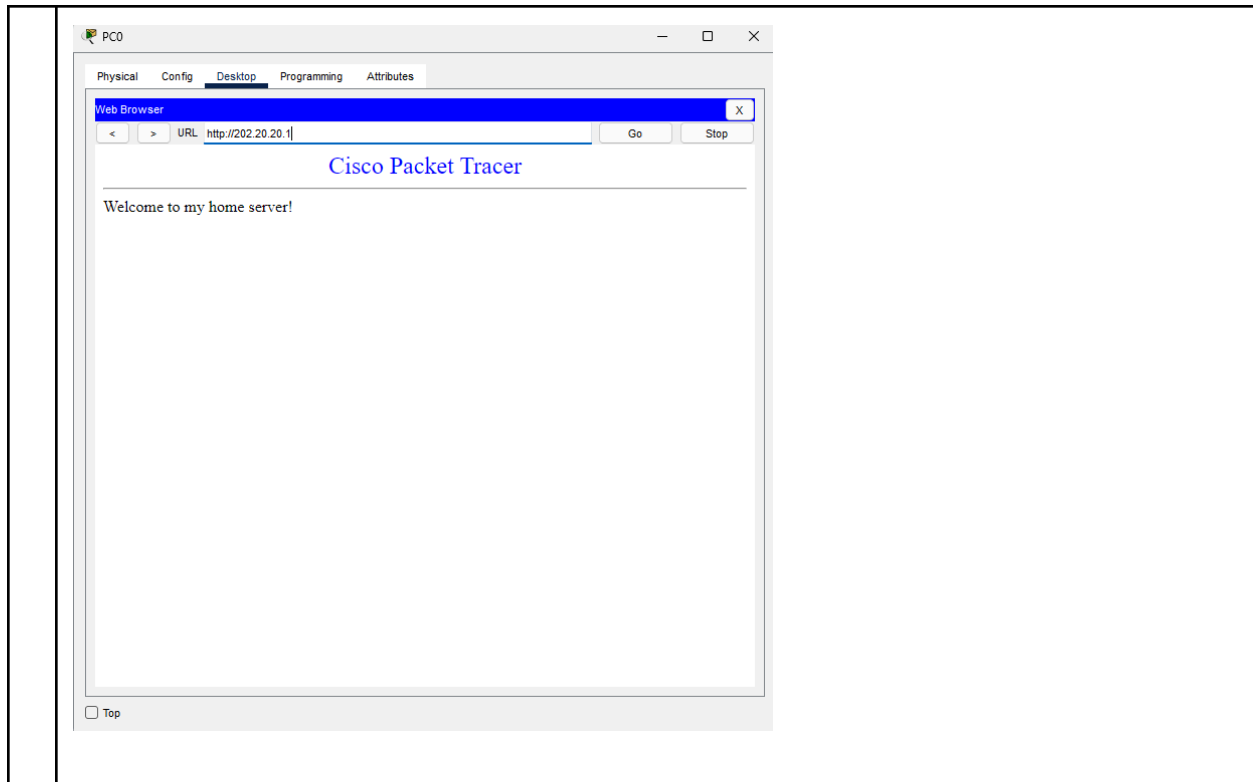 PC0
Physical Config Desktop Programming Attributes
Web Browser
X
< > URL http://202.20.20.1 Go Stop
Cisco Packet Tracer
Welcome to my home server!
Top